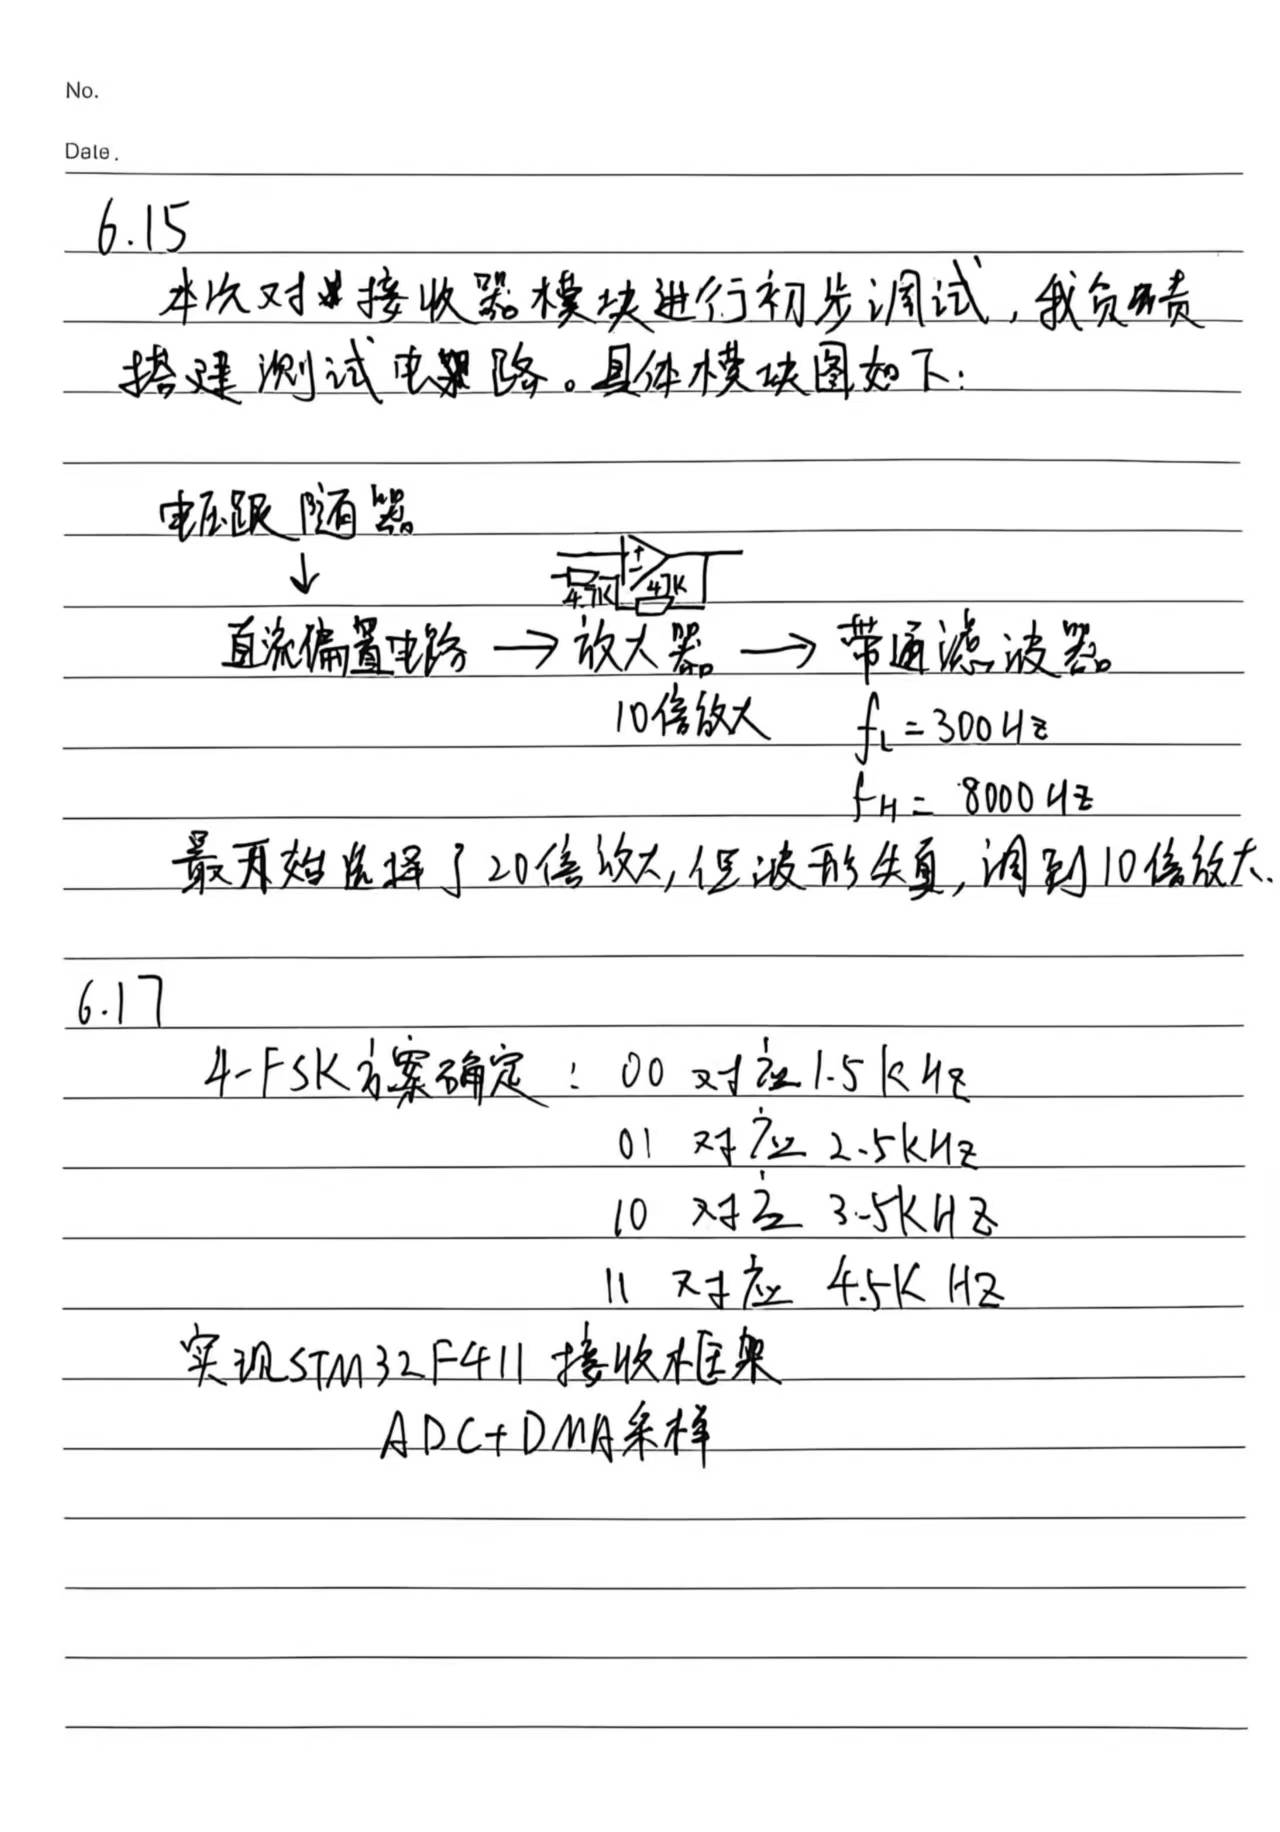 No.
Date.
6.15
本次对接收器模块进行初步调试，我负责
搭建测试电路。具体模块图如下：
电压跟随器
↓
+
-
4.7K 47K
直流偏置电路 → 放大器 → 带通滤波器
10倍放大 fL=300Hz
fH= 8000Hz
最开始选择了20倍放大，但波形失真，调到10倍放大.
6.17
4-FSK方案确定： 00 对应1.5KHz
01 对应 2.5KHz
10 对应 3.5KHZ
11 对应 4.5K HZ
实现STM32F411接收框架
ADC+DMA采样